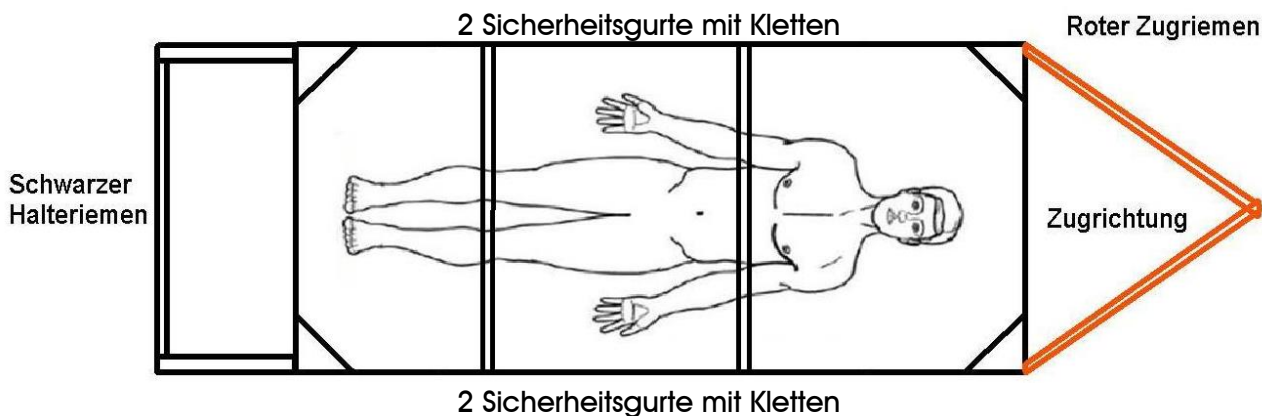 2 Sicherheitsgurte mit Kletten
Roter Zugriemen
Schwarzer
Halteriemen
Zugrichtung
2 Sicherheitsgurte mit Kletten